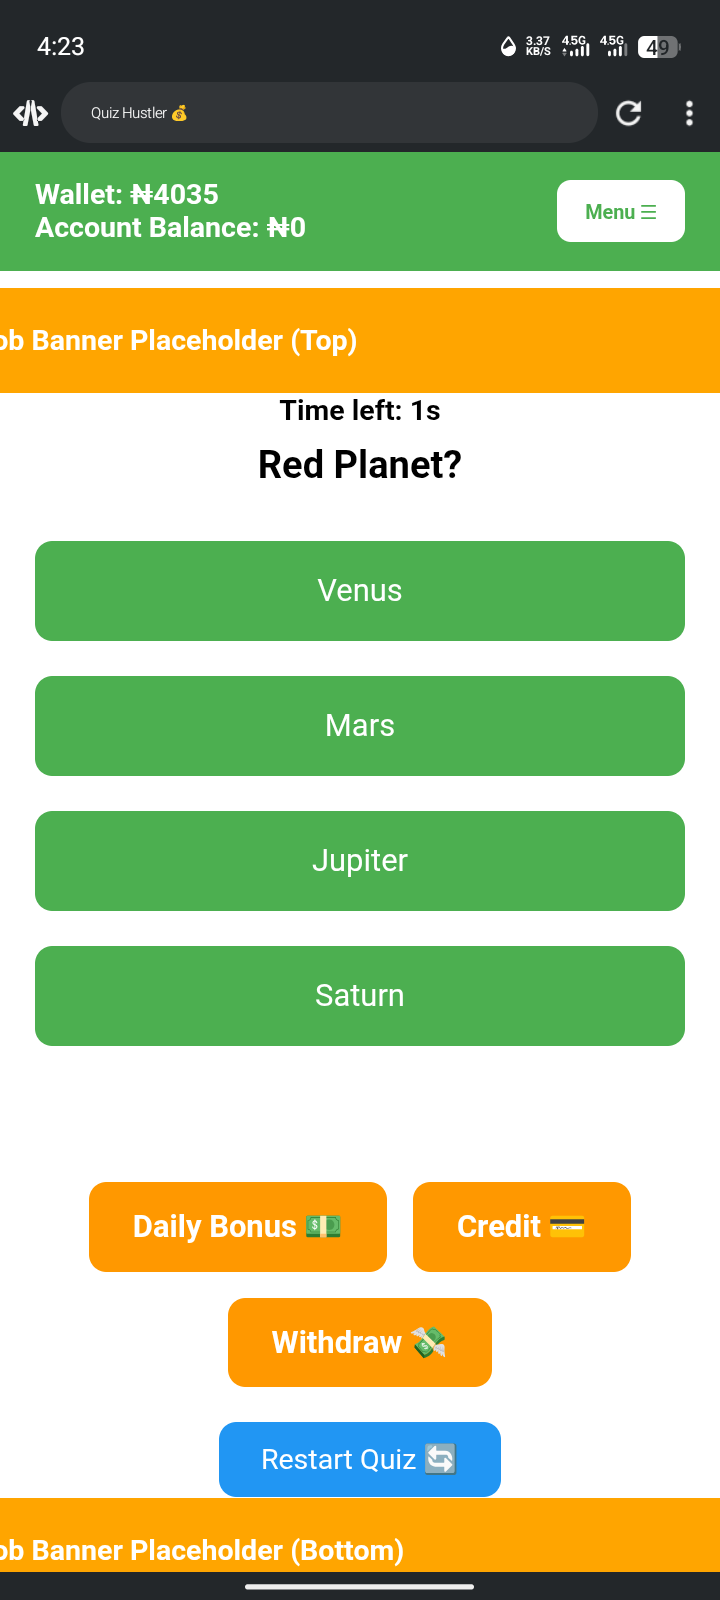 4:23
3.37 KB/S 4.5G 4.5G 49
Quiz Hustler 💰
Wallet: ₦4035
Account Balance: ₦0
Menu ☰
ob Banner Placeholder (Top)
Time left: 1s
Red Planet?
Venus
Mars
Jupiter
Saturn
Daily Bonus 💵 Credit 💳
Withdraw 💸
Restart Quiz 🔄
ob Banner Placeholder (Bottom)